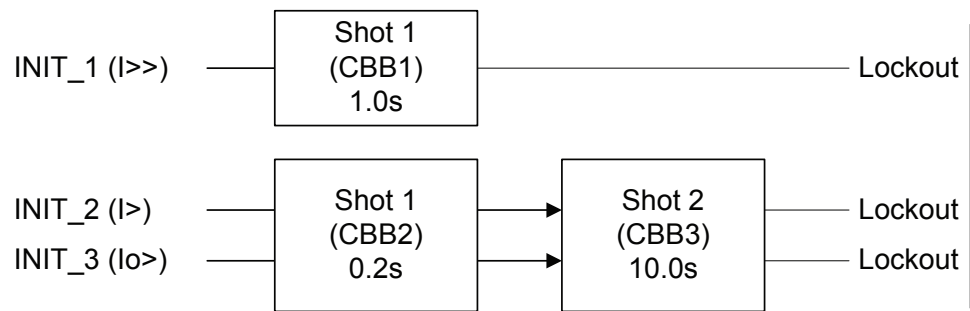 INIT_1 (I>>)
Shot 1
(CBB1)
1.0s
Lockout
INIT_2 (I>)
INIT_3 (Io>)
Shot 1
(CBB2)
0.2s
Shot 2
(CBB3)
10.0s
Lockout
Lockout